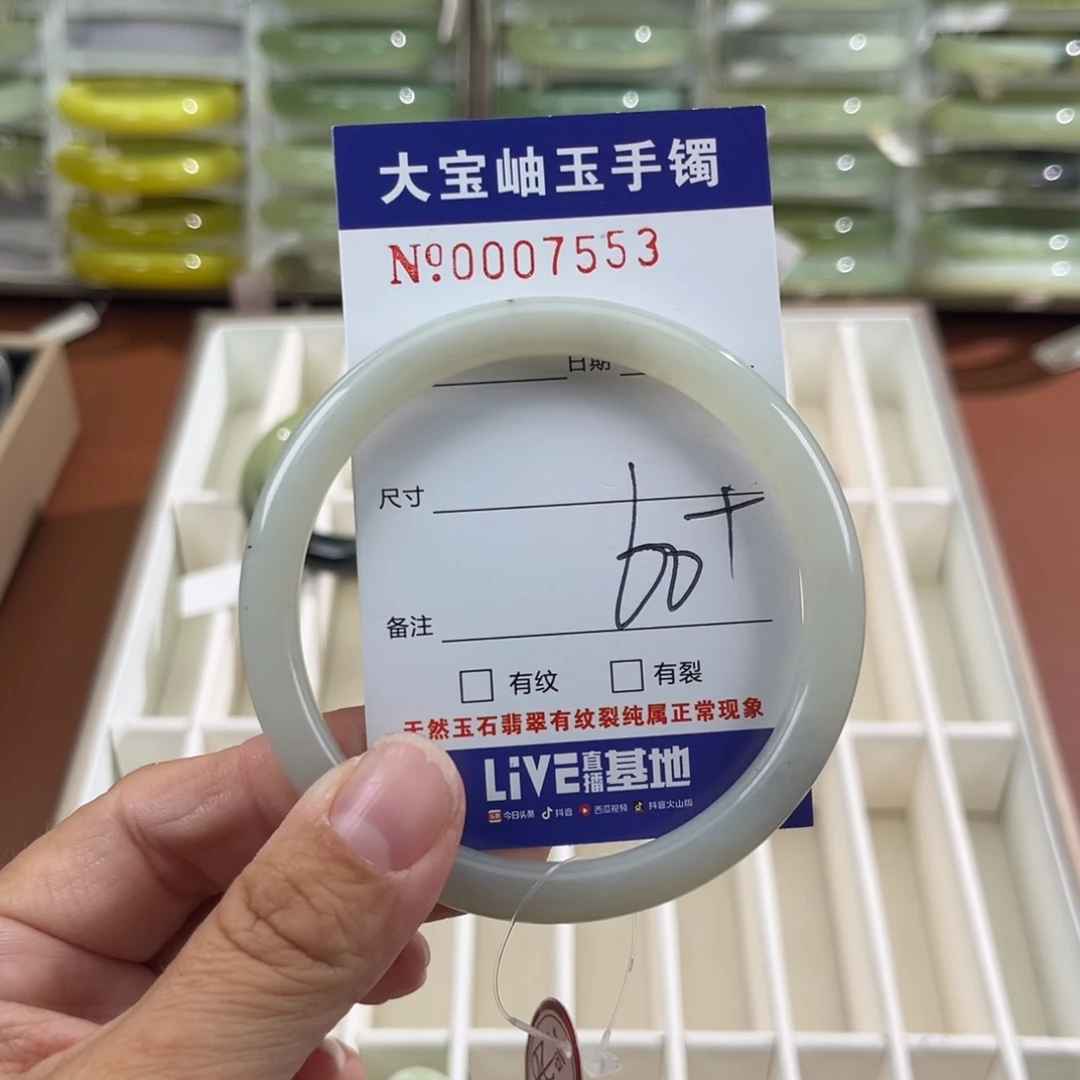 大宝岫玉手镯
Nº0007553
日期
尺寸
60+
备注
有纹 有裂
天然玉石翡翠有纹裂纯属正常现象
LiVE直播基地
今日头条 抖音 西瓜视频 抖音火山版